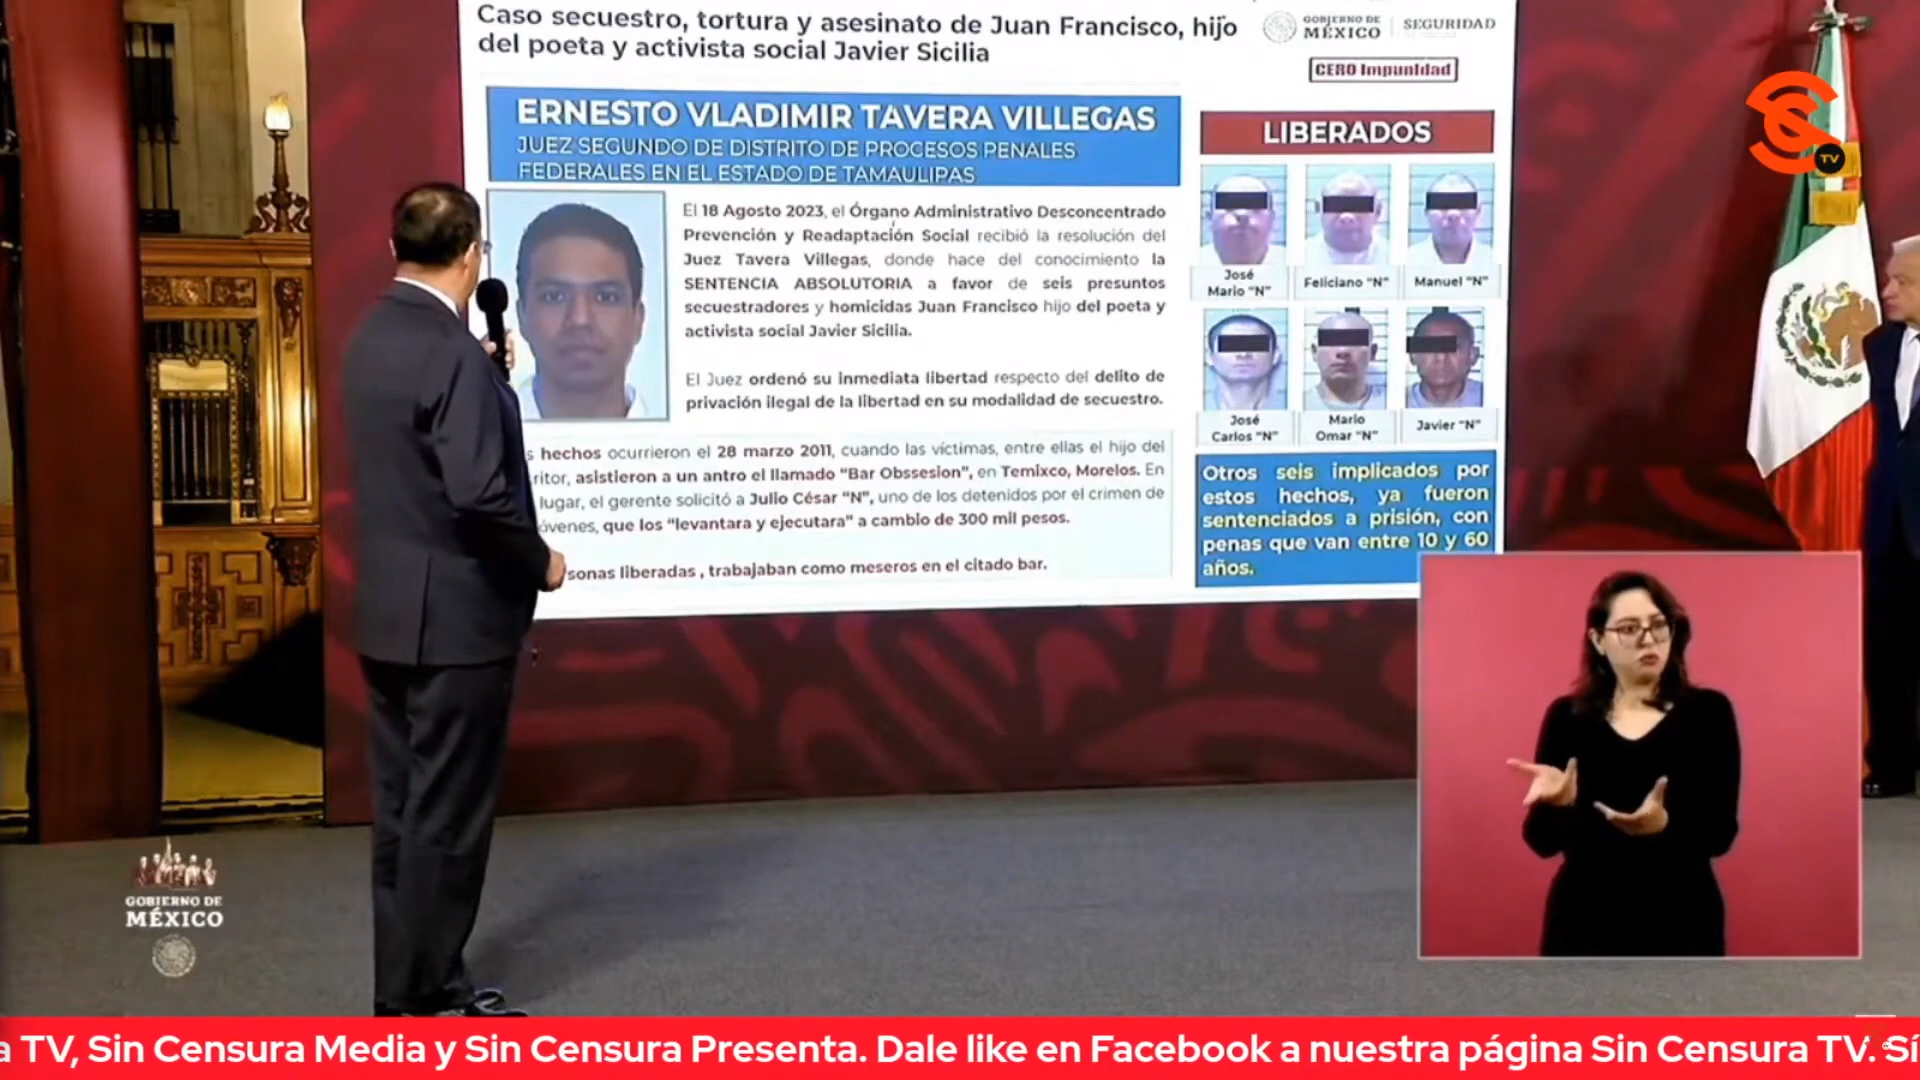 Caso secuestro, tortura y asesinato de Juan Francisco, hijo
del poeta y activista social Javier Sicilia
GOBIERNO DE
MÉXICO
SEGURIDAD
CERO Impunidad
ERNESTO VLADIMIR TAVERA VILLEGAS
JUEZ SEGUNDO DE DISTRITO DE PROCESOS PENALES
FEDERALES EN EL ESTADO DE TAMAULIPAS
El 18 Agosto 2023, el Órgano Administrativo Desconcentrado
Prevención y Readaptación Social recibió la resolución del
Juez Tavera Villegas, donde hace del conocimiento la
SENTENCIA ABSOLUTORIA a favor de seis presuntos
secuestradores y homicidas Juan Francisco hijo del poeta y
activista social Javier Sicilia.
El Juez ordenó su inmediata libertad respecto del delito de
privación ilegal de la libertad en su modalidad de secuestro.
s hechos ocurrieron el 28 marzo 2011, cuando las víctimas, entre ellas el hijo del
ritor, asistieron a un antro el llamado "Bar Obssesion", en Temixco, Morelos. En
lugar, el gerente solicitó a Julio César "N", uno de los detenidos por el crimen de
óvenes, que los "levantara y ejecutara" a cambio de 300 mil pesos.
sonas liberadas , trabajaban como meseros en el citado bar.
LIBERADOS
José
Mario "N"
Feliciano "N"
Manuel "N"
José
Carlos "N"
Mario
Omar "N"
Javier "N"
Otros seis implicados por
estos hechos, ya fueron
sentenciados a prisión, con
penas que van entre 10 y 60
años.
TV
GOBIERNO DE
MÉXICO
a TV, Sin Censura Media y Sin Censura Presenta. Dale like en Facebook a nuestra página Sin Censura TV. Sí